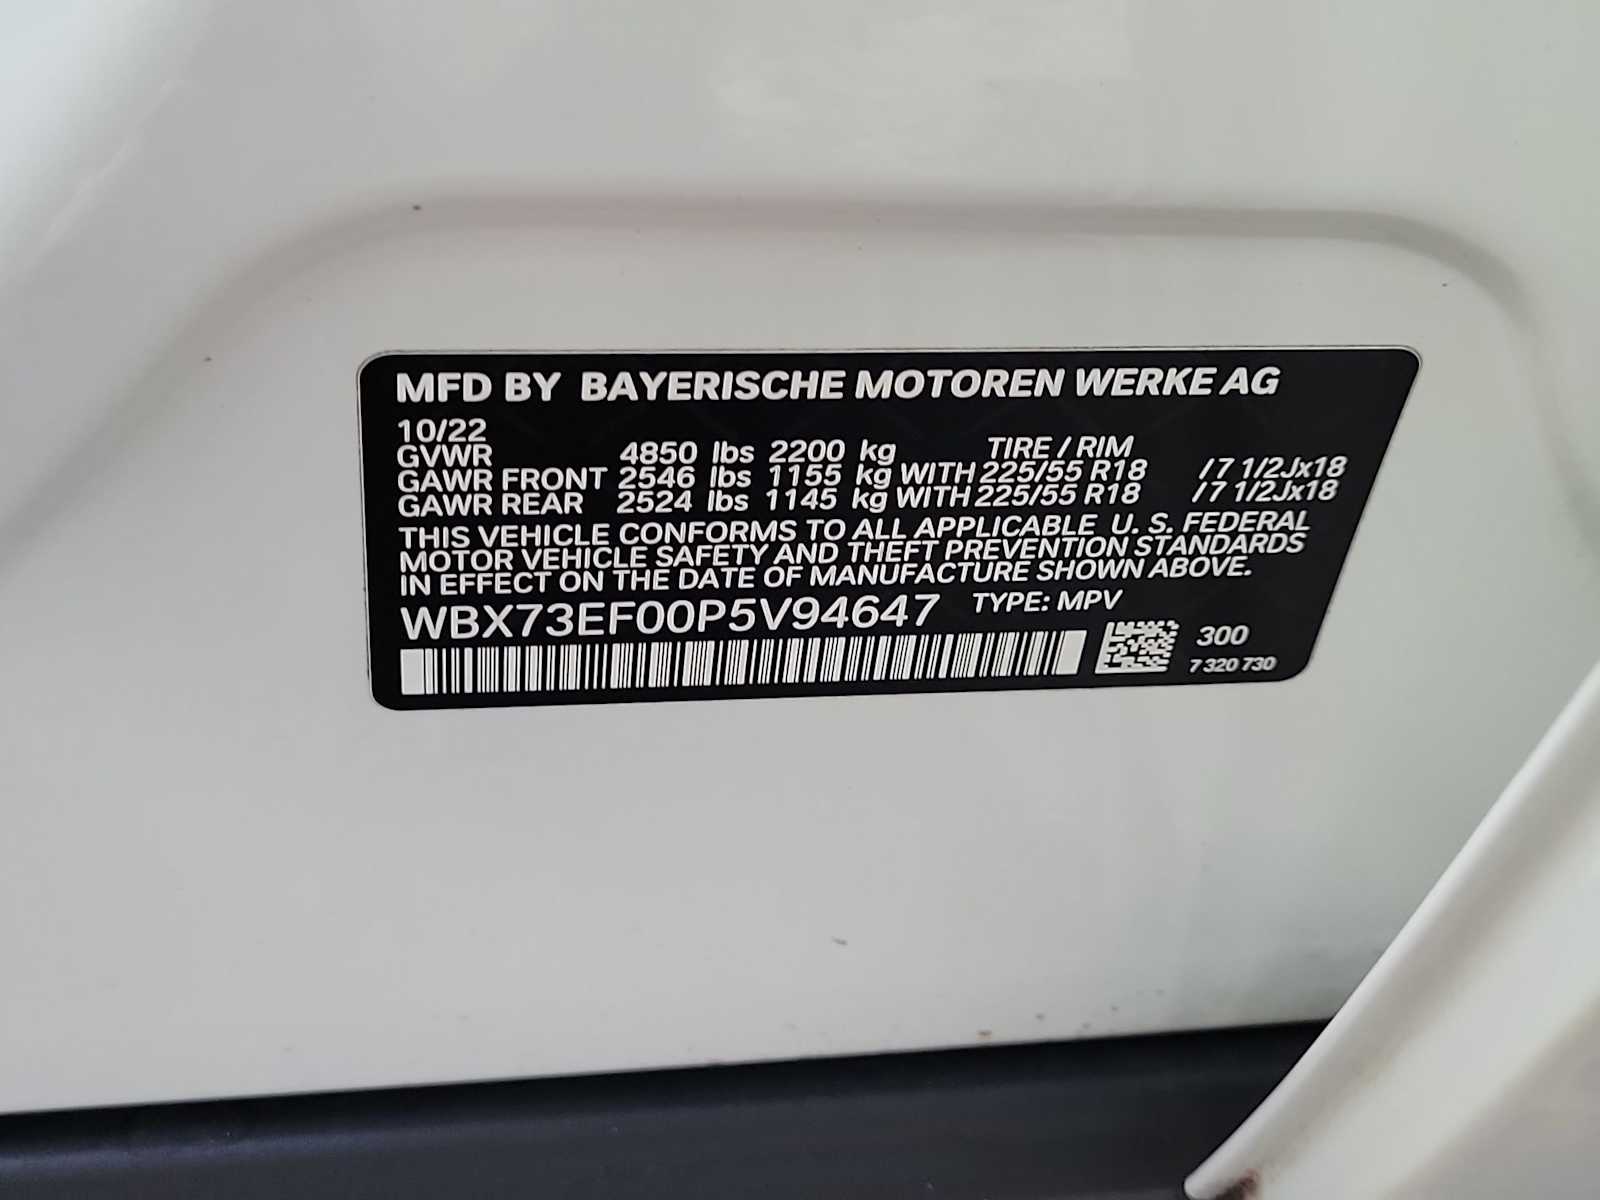 MFD BY BAYERISCHE MOTOREN WERKE AG
10/22
GVWR 4850 lbs 2200 kg TIRE / RIM
GAWR FRONT 2546 lbs 1155 kg WITH 225/55 R18 / 7 1/2Jx18
GAWR REAR 2524 lbs 1145 kg WITH 225/55 R18 / 7 1/2Jx18
THIS VEHICLE CONFORMS TO ALL APPLICABLE U. S. FEDERAL
MOTOR VEHICLE SAFETY AND THEFT PREVENTION STANDARDS
IN EFFECT ON THE DATE OF MANUFACTURE SHOWN ABOVE.
WBX73EF00P5V94647 TYPE: MPV
300
7 320 730